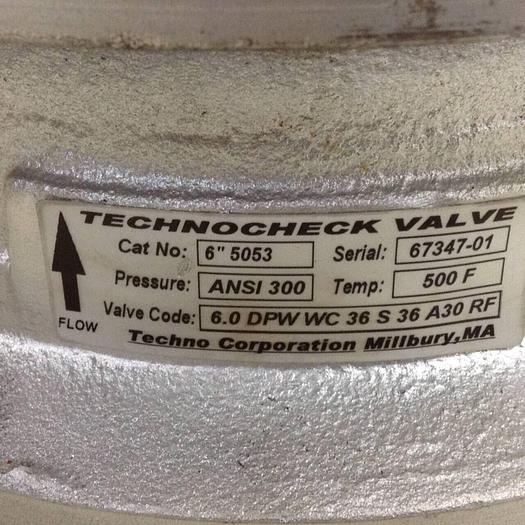 TECHNOCHECK VALVE
Cat No: 6" 5053 Serial: 67347-01
Pressure: ANSI 300 Temp: 500 F
Valve Code: 6.0 DPW WC 36 S 36 A30 RF
FLOW
Techno Corporation Millbury, MA